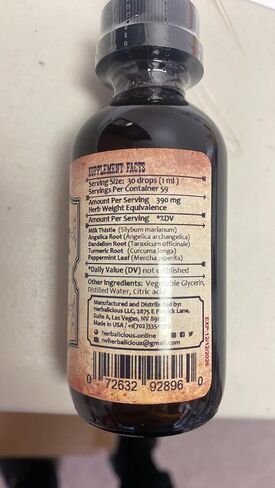 SUPPLEMENT FACTS
Serving Size: 30 drops (1 ml)
Servings Per Container 59
Amount Per Serving 390 mg
Herb Weight Equivalence
Amount Per Serving *%DV
Milk Thistle (Silybum marianum)
Angelica Root (Angelica archangelica)
Dandelion Root (Taraxicum officinale)
Turmeric Root (Curcuma longa)
Peppermint Leaf (Mentha piperita)
*Daily Value (DV) not established
Other Ingredients: Vegetable Glycerin,
Distilled Water, Citric acid
Manufactured and Distributed by:
Herbalicious LLC, 2875 E Patrick Lane,
Suite A, Las Vegas, NV
Made in USA
herbalicious.online
nvherbalicious@gmail.com
0 72632 92896 0
EXP